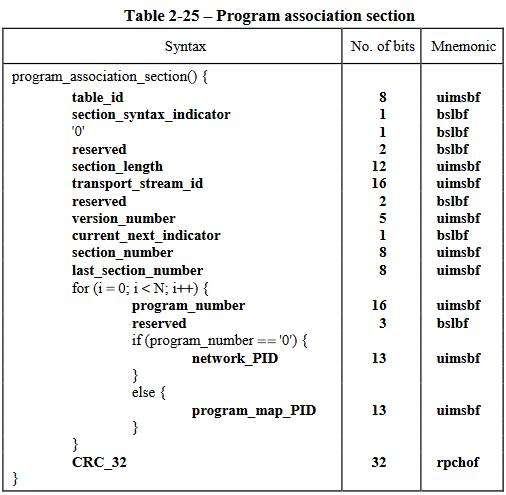 Table 2-25 – Program association section
Syntax No. of bits Mnemonic
program_association_section() {
table_id 8 uimsbf
section_syntax_indicator 1 bslbf
'0' 1 bslbf
reserved 2 bslbf
section_length 12 uimsbf
transport_stream_id 16 uimsbf
reserved 2 bslbf
version_number 5 uimsbf
current_next_indicator 1 bslbf
section_number 8 uimsbf
last_section_number 8 uimsbf
for (i = 0; i < N; i++) {
program_number 16 uimsbf
reserved 3 bslbf
if (program_number == '0') {
network_PID 13 uimsbf
}
else {
program_map_PID 13 uimsbf
}
}
CRC_32 32 rpchof
}